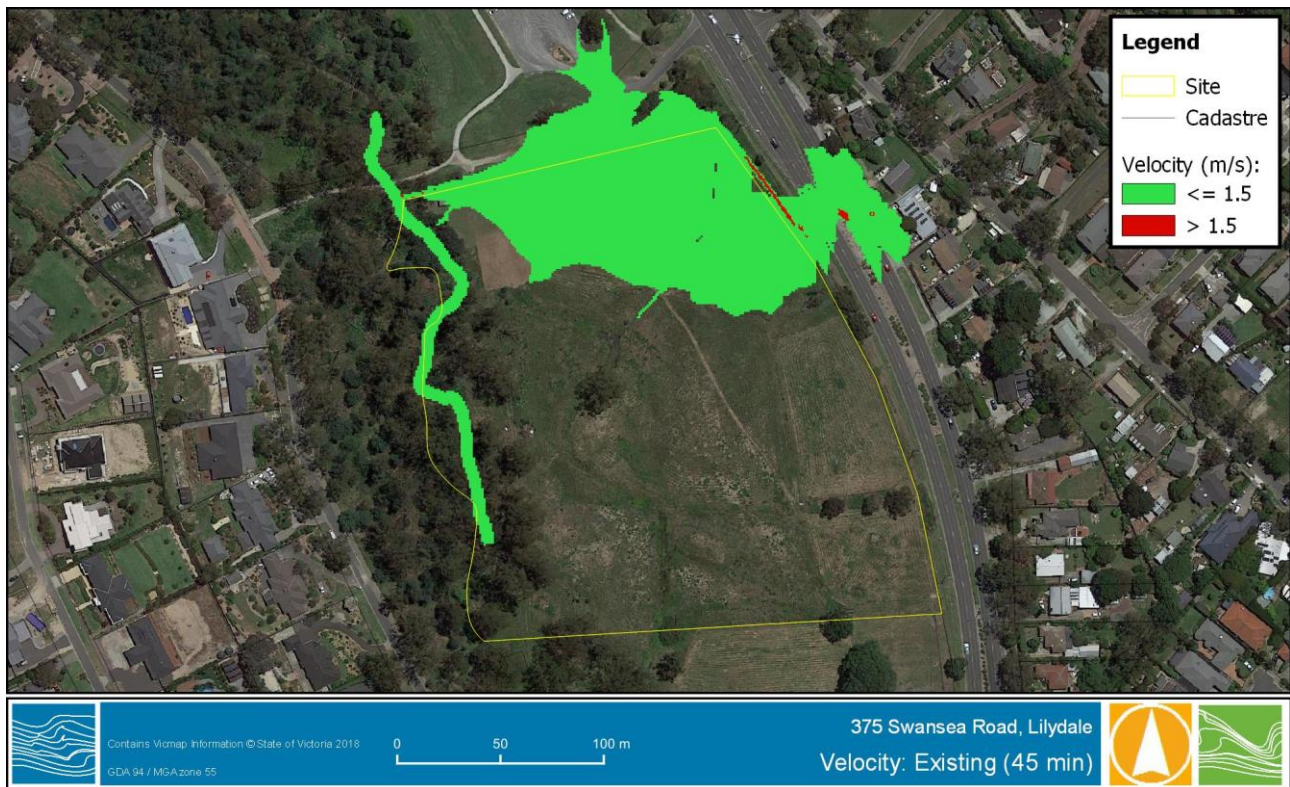 Legend
Site
Cadastre
Velocity (m/s):
<= 1.5
> 1.5
Contains Vicmap Information © State of Victoria 2018
GDA 94 / MGA zone 55
0 50 100 m
375 Swansea Road, Lilydale
Velocity: Existing (45 min)